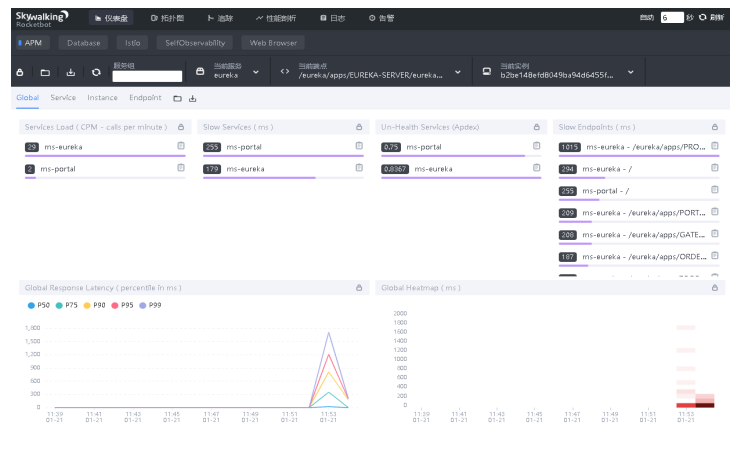 Skywalking
Rocketbot
仪表盘
拓扑图
追踪
性能剖析
日志
告警
自动
6
秒
刷新
APM
Database
Istio
SelfObservability
Web Browser
服务组
当前服务
eureka
当前端点
/eureka/apps/EUREKA-SERVER/eureka...
当前实例
b2be148efd8049ba94d6455f...
Global
Service
Instance
Endpoint
Services Load ( CPM - calls per minute )
29 ms-eureka
2 ms-portal
Slow Services ( ms )
255 ms-portal
179 ms-eureka
Un-Health Services (Apdex)
0.75 ms-portal
0.8367 ms-eureka
Slow Endpoints ( ms )
1015 ms-eureka - /eureka/apps/PRO...
294 ms-eureka - /
255 ms-portal - /
209 ms-eureka - /eureka/apps/PORT...
208 ms-eureka - /eureka/apps/GATE...
187 ms-eureka - /eureka/apps/ORDE...
Global Response Latency ( percentile in ms )
P50 P75 P90 P95 P99
1,800
1,500
1,200
900
600
300
0
11:39 11:41 11:43 11:45 11:47 11:49 11:51 11:53
01-21 01-21 01-21 01-21 01-21 01-21 01-21 01-21
Global Heatmap ( ms )
2000
1800
1600
1400
1200
1000
800
600
400
200
0
11:39 11:41 11:43 11:45 11:47 11:49 11:51 11:53
01-21 01-21 01-21 01-21 01-21 01-21 01-21 01-21